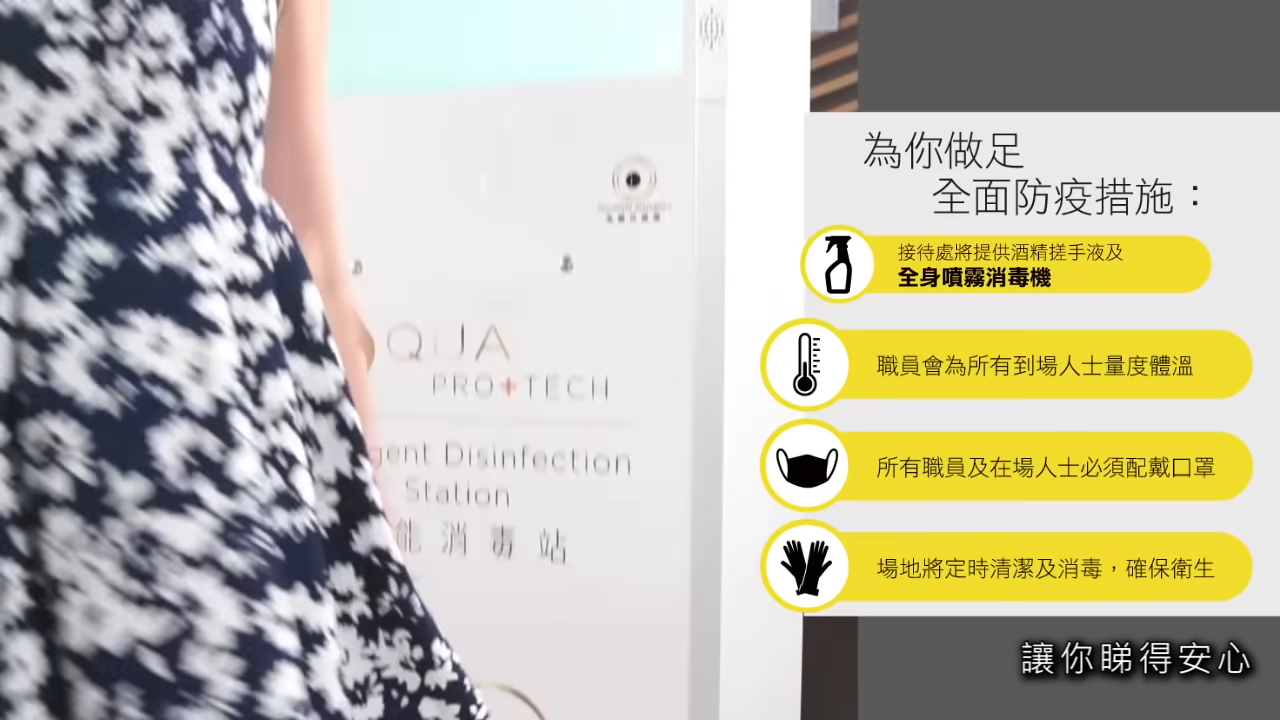 為你做足
全面防疫措施：
接待處將提供酒精搓手液及
全身噴霧消毒機
職員會為所有到場人士量度體溫
所有職員及在場人士必須配戴口罩
場地將定時清潔及消毒，確保衛生
讓你睇得安心
QUA
PRO+TECH
gent Disinfection
Station
能消毒站